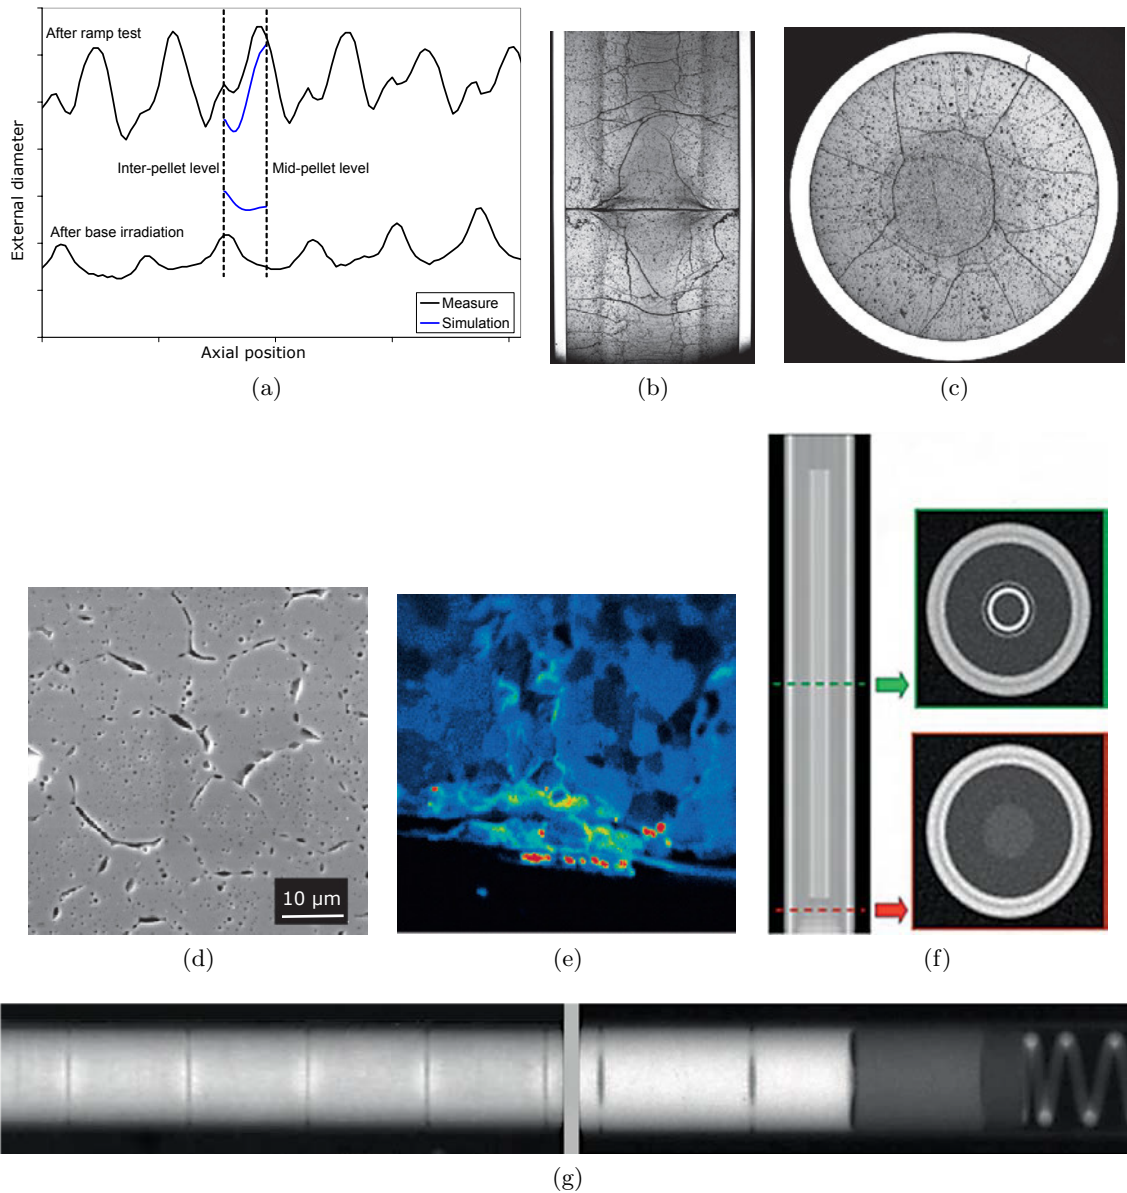 After ramp test
Inter-pellet level
Mid-pellet level
After base irradiation
Measure
Simulation
External diameter
Axial position
(a)
(b)
(c)
10 µm
(d)
(e)
(f)
(g)